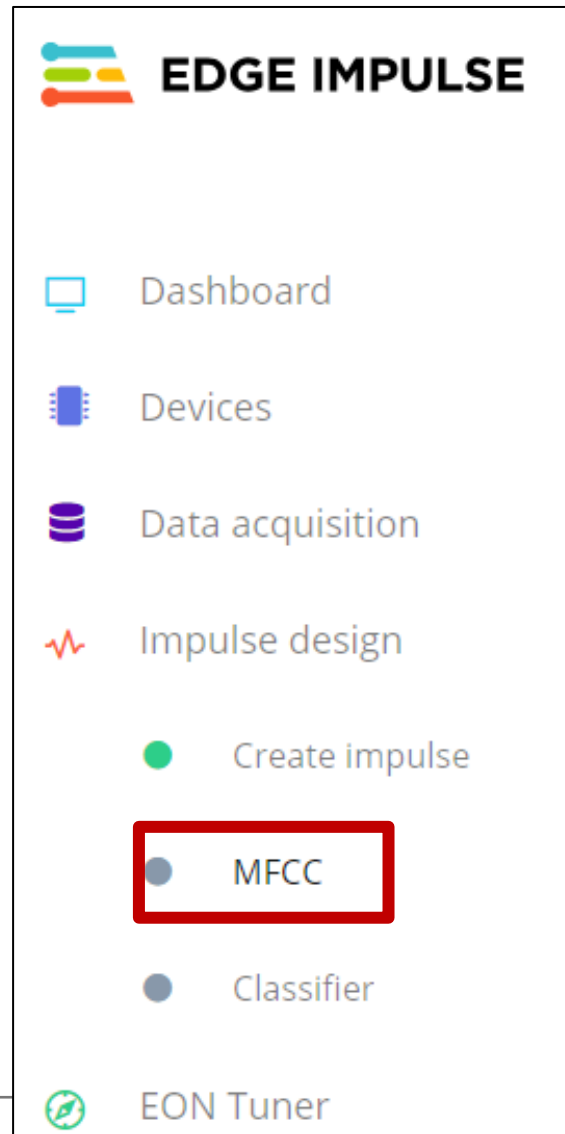 EDGE IMPULSE
Dashboard
Devices
Data acquisition
Impulse design
Create impulse
MFCC
Classifier
EON Tuner